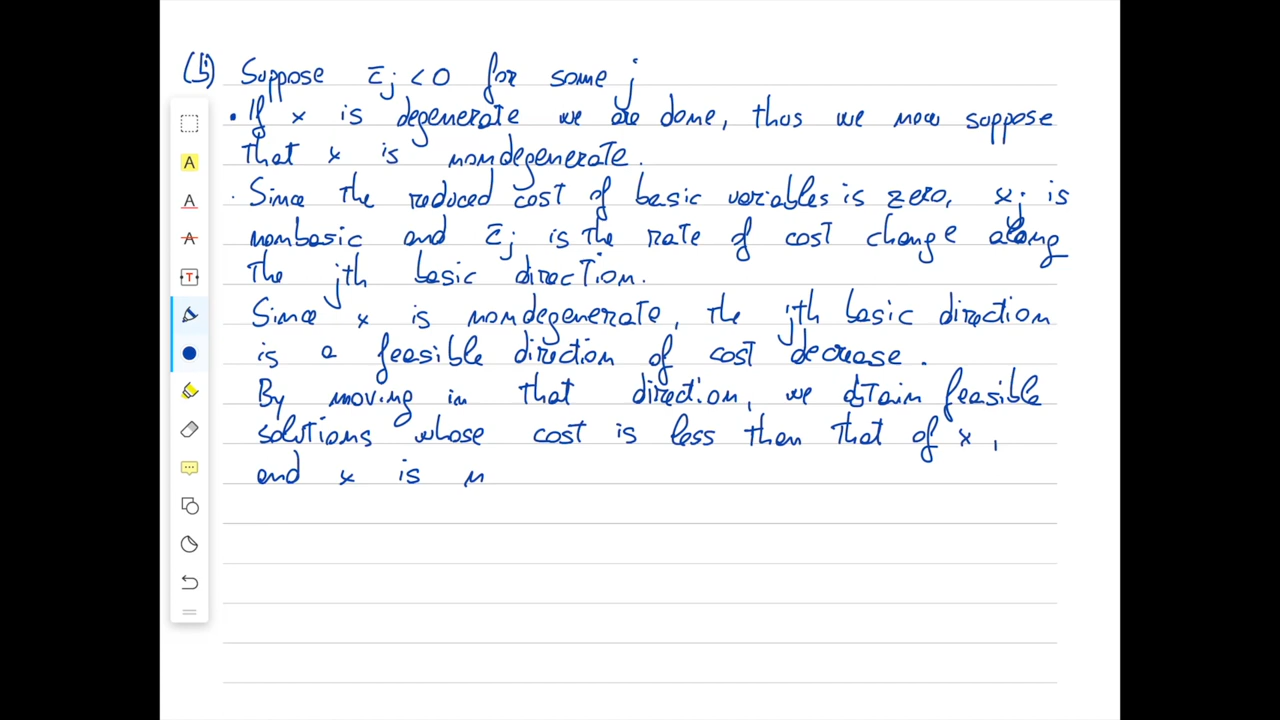 (b) Suppose c̄j < 0 for some j
• If x is degenerate we are done, thus we now suppose
that x is nondegenerate.
· Since the reduced cost of basic variables is zero, xj is
nonbasic and c̄j is the rate of cost change along
the jth basic direction.
Since x is nondegenerate, the jth basic direction
is a feasible direction of cost decrease.
By moving in that direction, we obtain feasible
solutions whose cost is less then that of x,
and x is n